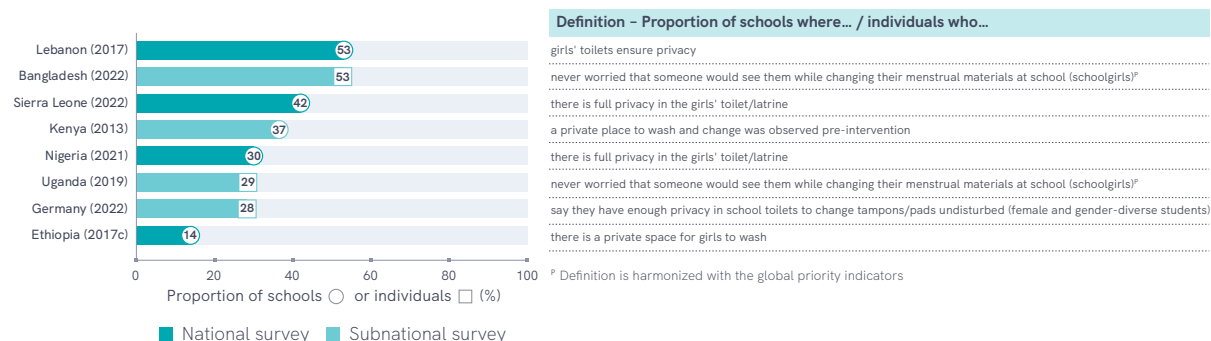 Definition – Proportion of schools where... / individuals who...
Lebanon (2017) 53 girls' toilets ensure privacy
Bangladesh (2022) 53 never worried that someone would see them while changing their menstrual materials at school (schoolgirls)ᴾ
Sierra Leone (2022) 42 there is full privacy in the girls' toilet/latrine
Kenya (2013) 37 a private place to wash and change was observed pre-intervention
Nigeria (2021) 30 there is full privacy in the girls' toilet/latrine
Uganda (2019) 29 never worried that someone would see them while changing their menstrual materials at school (schoolgirls)ᴾ
Germany (2022) 28 say they have enough privacy in school toilets to change tampons/pads undisturbed (female and gender-diverse students)
Ethiopia (2017c) 14 there is a private space for girls to wash
0 20 40 60 80 100
ᴾ Definition is harmonized with the global priority indicators
Proportion of schools or individuals (%)
National survey Subnational survey